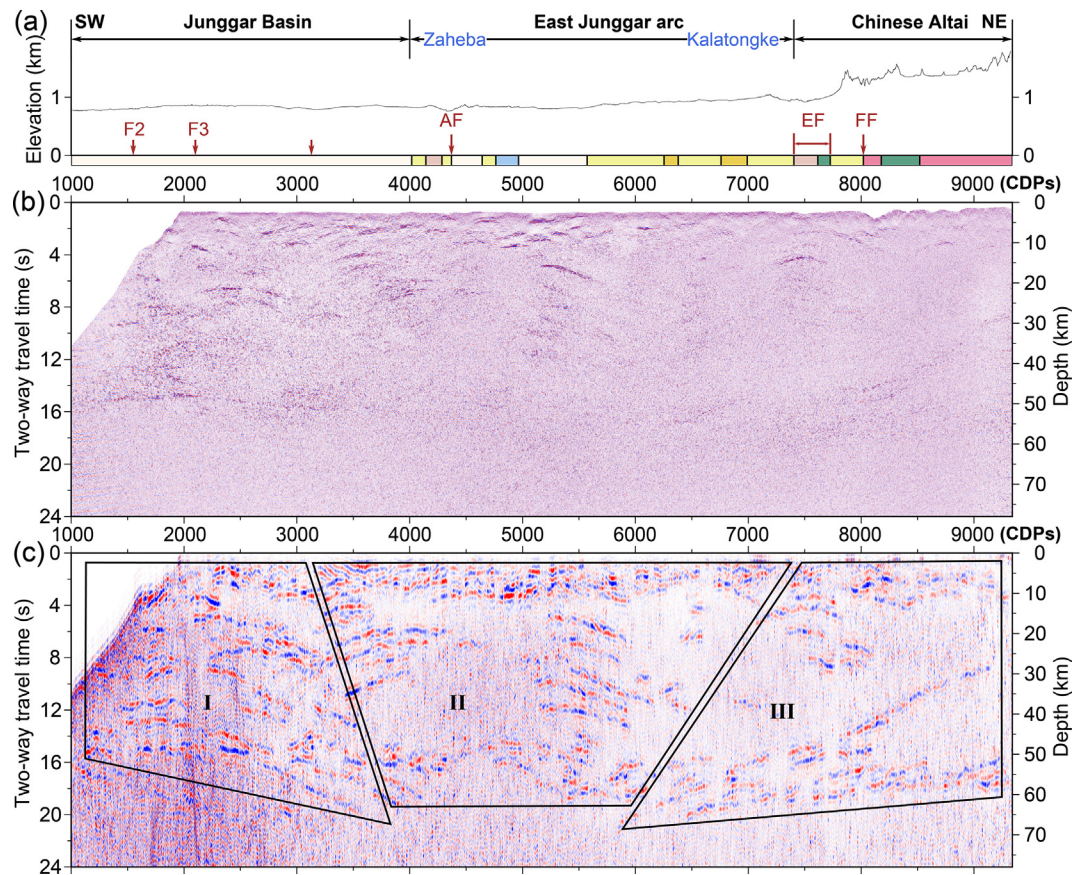 (a) SW Junggar Basin East Junggar arc Chinese Altai NE
Zaheba Kalatongke
Elevation (km)
1 1
F2 F3 AF EF FF
0 0
1000 2000 3000 4000 5000 6000 7000 8000 9000 (CDPs)
(b)
Two-way travel time (s)
0 4 8 12 16 20 24
0 10 20 30 40 50 60 70
Depth (km)
1000 2000 3000 4000 5000 6000 7000 8000 9000 (CDPs)
(c)
Two-way travel time (s)
0 4 8 12 16 20 24
I II III
0 10 20 30 40 50 60 70
Depth (km)